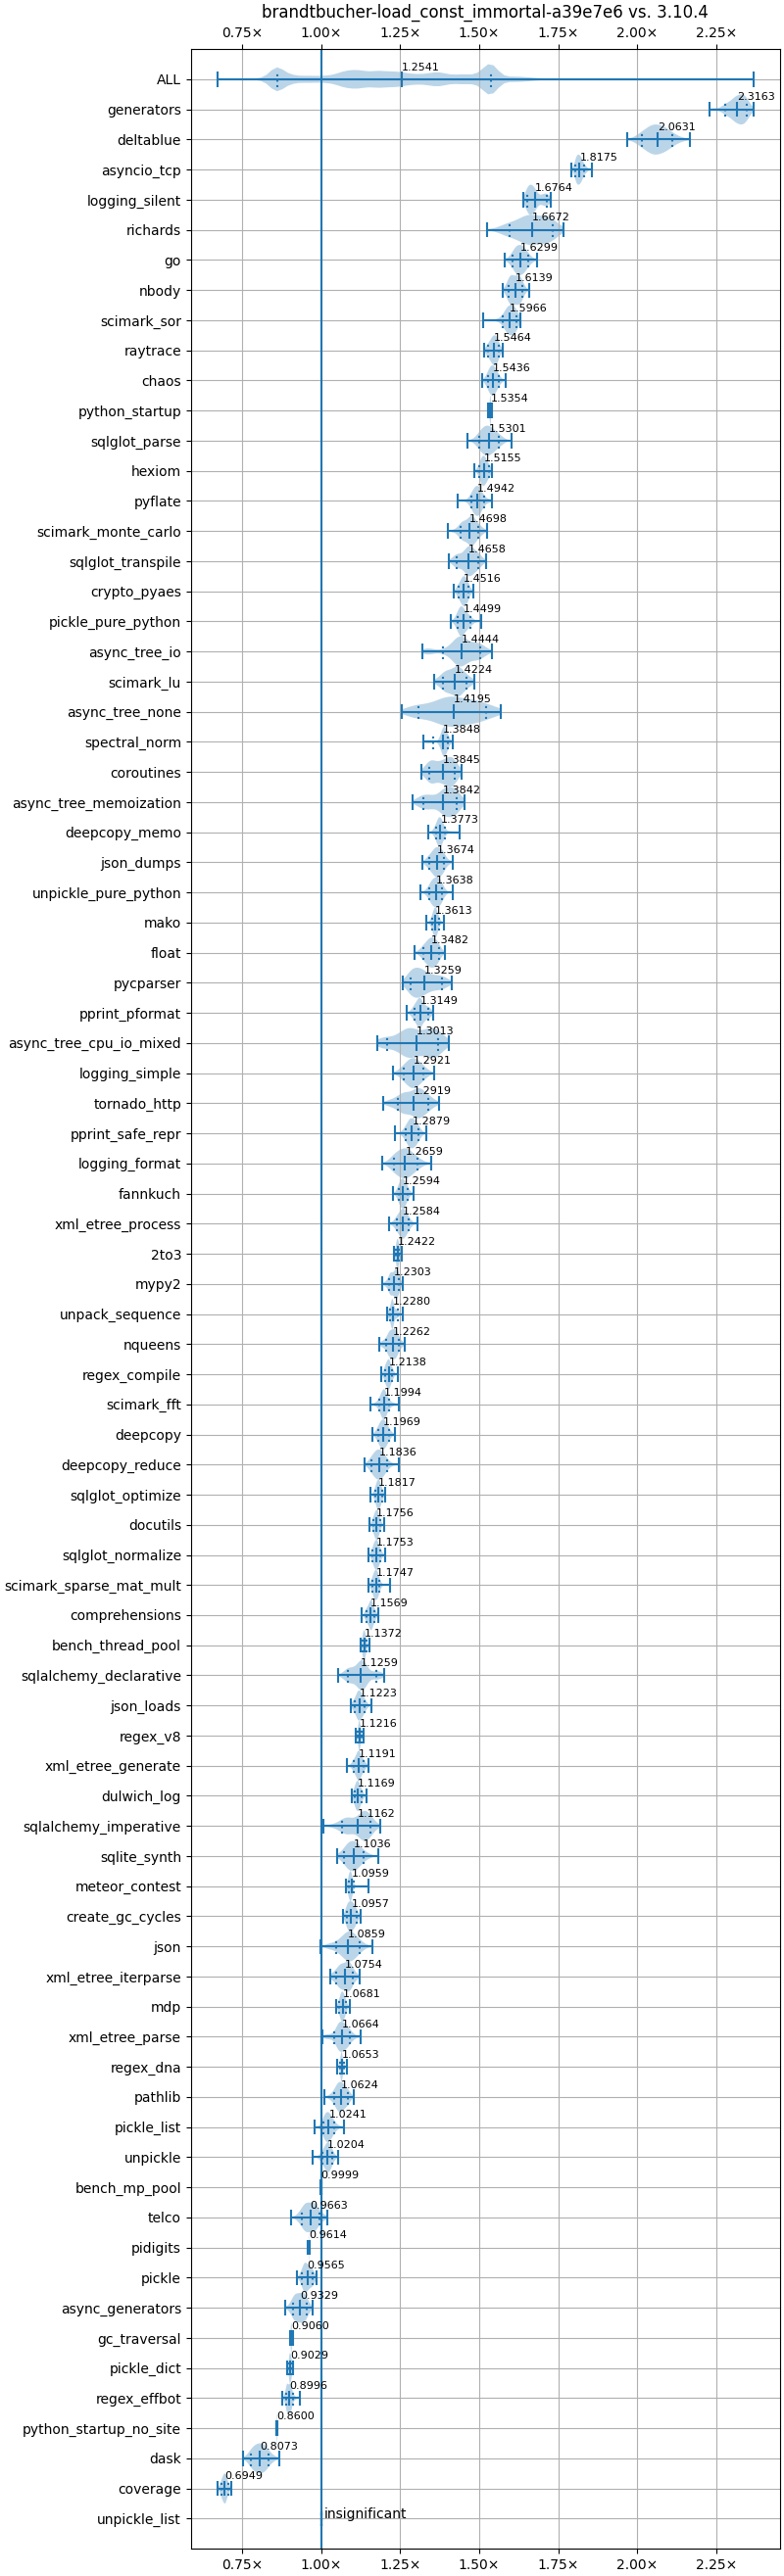 brandtbucher-load_const_immortal-a39e7e6 vs. 3.10.4
0.75× 1.00× 1.25× 1.50× 1.75× 2.00× 2.25×
ALL 1.2541
generators 2.3163
deltablue 2.0631
asyncio_tcp 1.8175
logging_silent 1.6764
richards 1.6672
go 1.6299
nbody 1.6139
scimark_sor 1.5966
raytrace 1.5464
chaos 1.5436
python_startup 1.5354
sqlglot_parse 1.5301
hexiom 1.5155
pyflate 1.4942
scimark_monte_carlo 1.4698
sqlglot_transpile 1.4658
crypto_pyaes 1.4516
pickle_pure_python 1.4499
async_tree_io 1.4444
scimark_lu 1.4224
async_tree_none 1.4195
spectral_norm 1.3848
coroutines 1.3845
async_tree_memoization 1.3842
deepcopy_memo 1.3773
json_dumps 1.3674
unpickle_pure_python 1.3638
mako 1.3613
float 1.3482
pycparser 1.3259
pprint_pformat 1.3149
async_tree_cpu_io_mixed 1.3013
logging_simple 1.2921
tornado_http 1.2919
pprint_safe_repr 1.2879
logging_format 1.2659
fannkuch 1.2594
xml_etree_process 1.2584
2to3 1.2422
mypy2 1.2303
unpack_sequence 1.2280
nqueens 1.2262
regex_compile 1.2138
scimark_fft 1.1994
deepcopy 1.1969
deepcopy_reduce 1.1836
sqlglot_optimize 1.1817
docutils 1.1756
sqlglot_normalize 1.1753
scimark_sparse_mat_mult 1.1747
comprehensions 1.1569
bench_thread_pool 1.1372
sqlalchemy_declarative 1.1259
json_loads 1.1223
regex_v8 1.1216
xml_etree_generate 1.1191
dulwich_log 1.1169
sqlalchemy_imperative 1.1162
sqlite_synth 1.1036
meteor_contest 1.0959
create_gc_cycles 1.0957
json 1.0859
xml_etree_iterparse 1.0754
mdp 1.0681
xml_etree_parse 1.0664
regex_dna 1.0653
pathlib 1.0624
pickle_list 1.0241
unpickle 1.0204
bench_mp_pool 0.9999
telco 0.9663
pidigits 0.9614
pickle 0.9565
async_generators 0.9329
gc_traversal 0.9060
pickle_dict 0.9029
regex_effbot 0.8996
python_startup_no_site 0.8600
dask 0.8073
coverage 0.6949
unpickle_list insignificant
0.75× 1.00× 1.25× 1.50× 1.75× 2.00× 2.25×